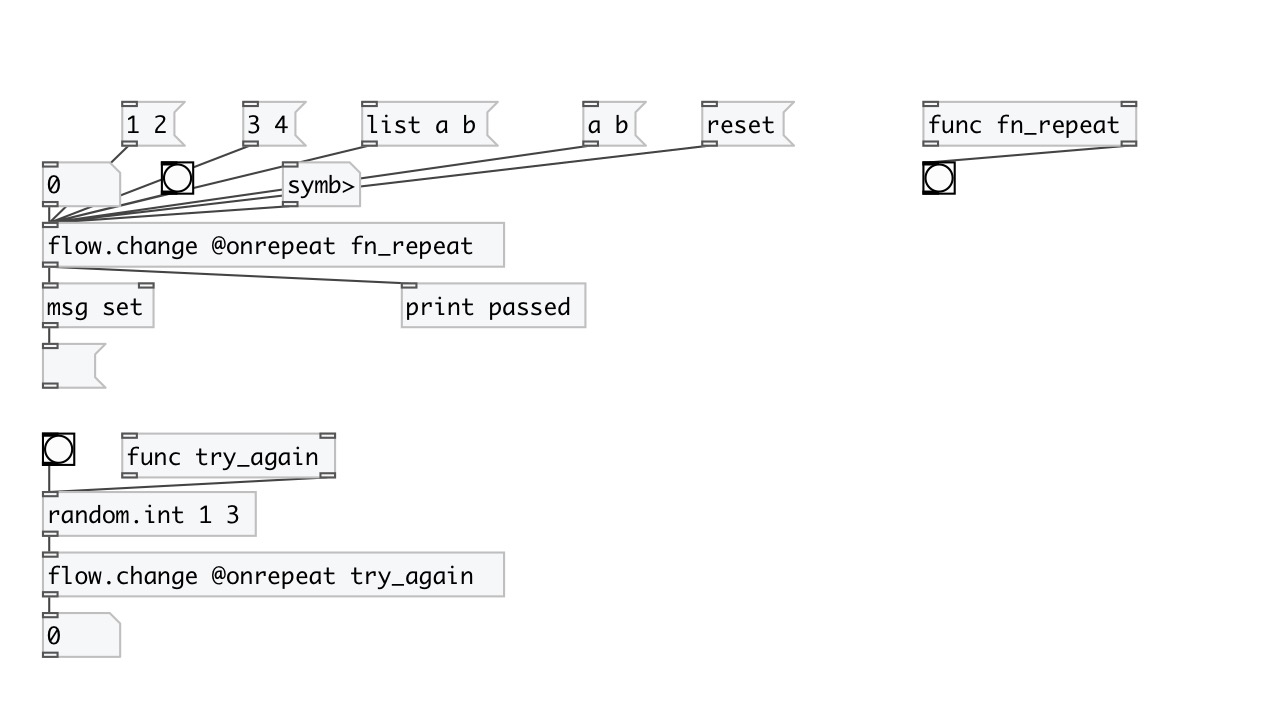 1 2
3 4
list a b
a b
reset
func fn_repeat
0
symb>
flow.change @onrepeat fn_repeat
msg set
print passed
func try_again
random.int 1 3
flow.change @onrepeat try_again
0